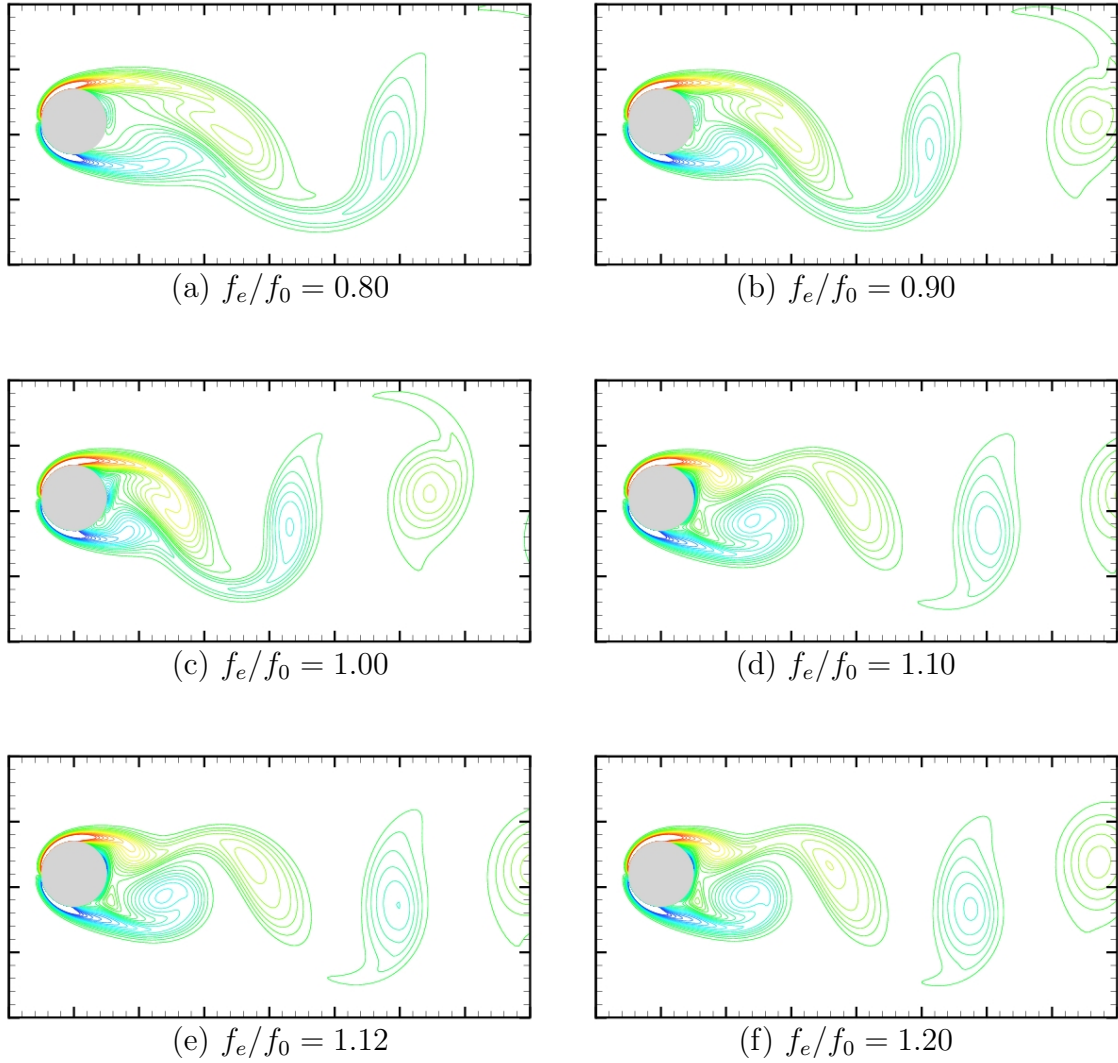 (a) f_e/f_0 = 0.80
(b) f_e/f_0 = 0.90
(c) f_e/f_0 = 1.00
(d) f_e/f_0 = 1.10
(e) f_e/f_0 = 1.12
(f) f_e/f_0 = 1.20